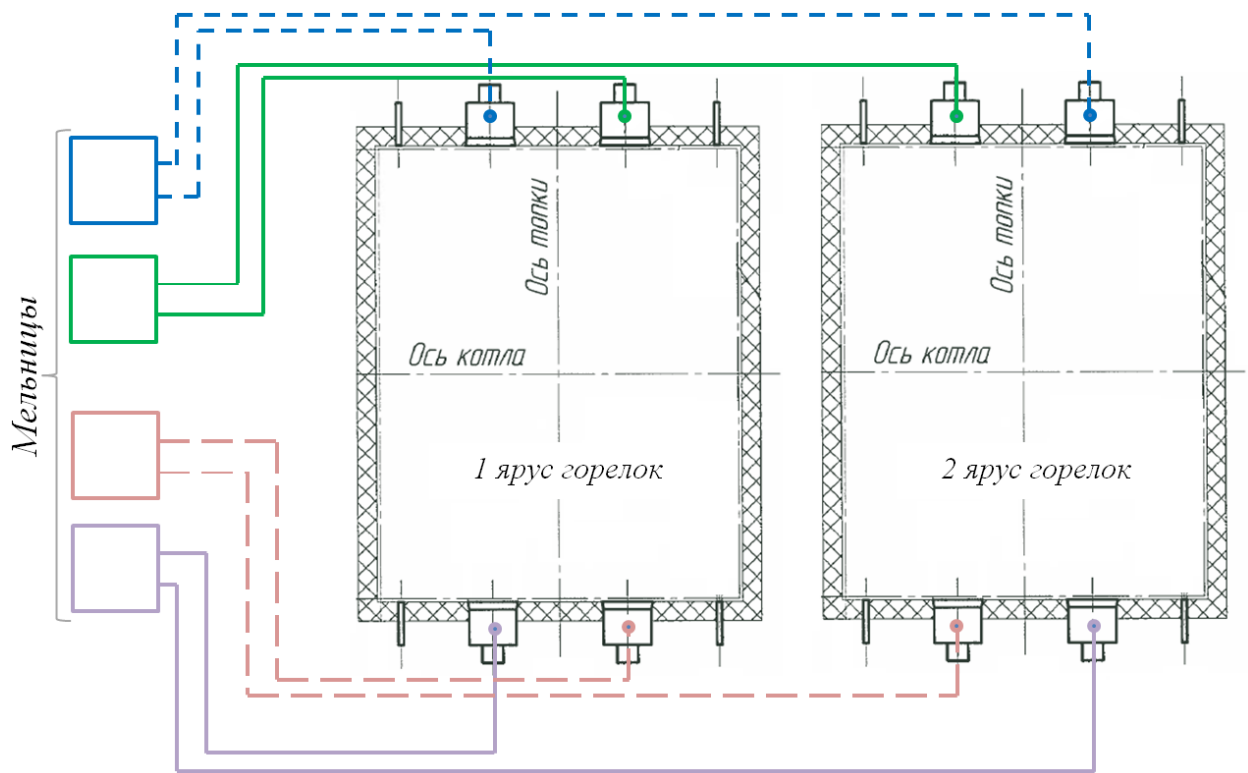 Мельницы
Ось топки
Ось котла
1 ярус горелок
Ось топки
Ось котла
2 ярус горелок